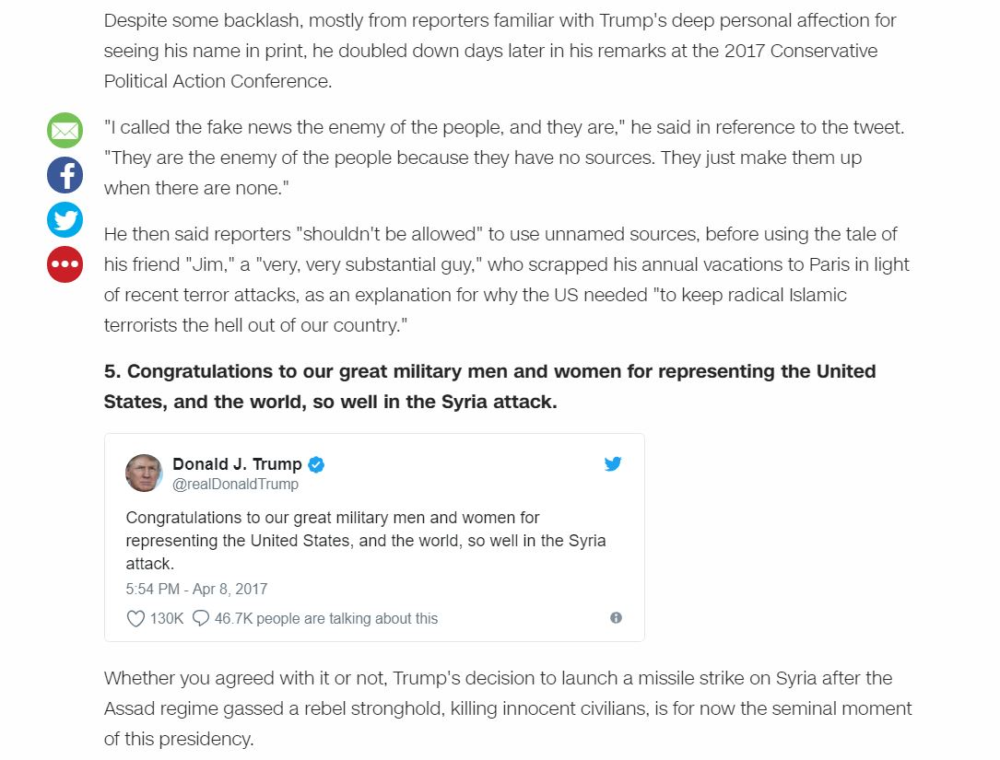 Despite some backlash, mostly from reporters familiar with Trump's deep personal affection for
seeing his name in print, he doubled down days later in his remarks at the 2017 Conservative
Political Action Conference.
"I called the fake news the enemy of the people, and they are," he said in reference to the tweet.
"They are the enemy of the people because they have no sources. They just make them up
when there are none."
He then said reporters "shouldn't be allowed" to use unnamed sources, before using the tale of
his friend "Jim," a "very, very substantial guy," who scrapped his annual vacations to Paris in light
of recent terror attacks, as an explanation for why the US needed "to keep radical Islamic
terrorists the hell out of our country."
5. Congratulations to our great military men and women for representing the United
States, and the world, so well in the Syria attack.
Donald J. Trump
@realDonaldTrump
Congratulations to our great military men and women for
representing the United States, and the world, so well in the Syria
attack.
5:54 PM - Apr 8, 2017
130K 46.7K people are talking about this
Whether you agreed with it or not, Trump's decision to launch a missile strike on Syria after the
Assad regime gassed a rebel stronghold, killing innocent civilians, is for now the seminal moment
of this presidency.